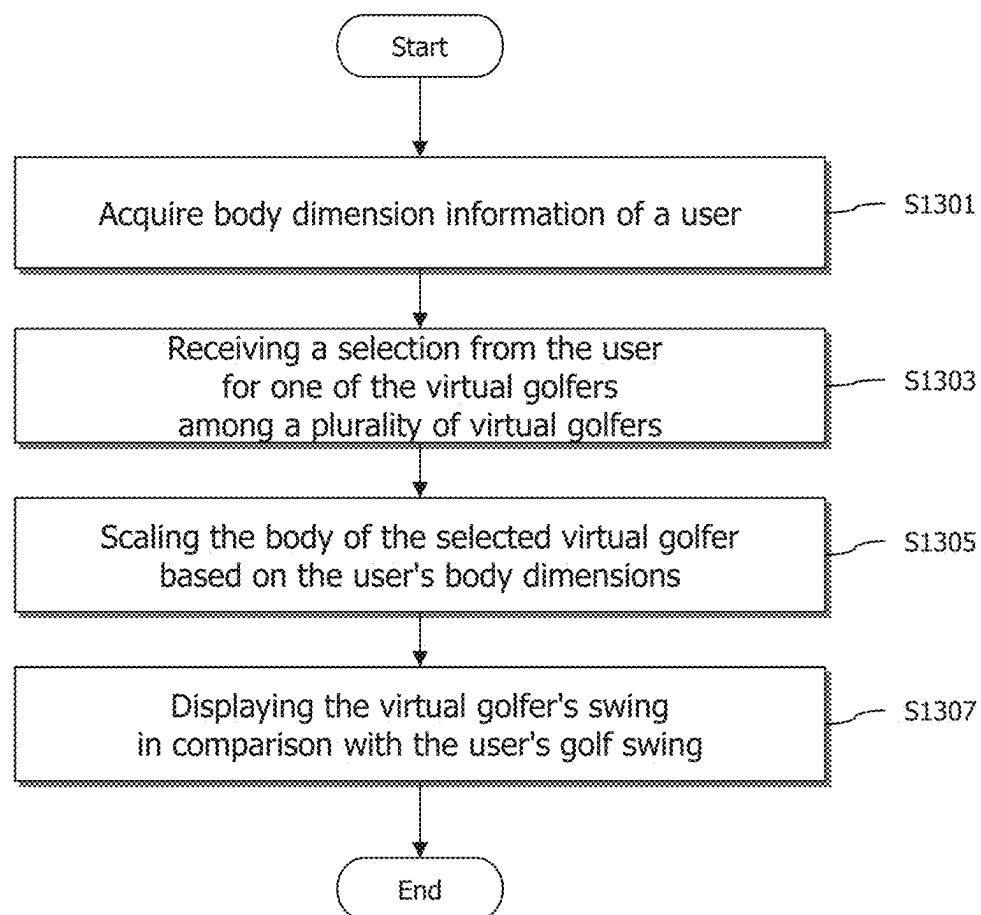 Start
Acquire body dimension information of a user
S1301
Receiving a selection from the user
for one of the virtual golfers
among a plurality of virtual golfers
S1303
Scaling the body of the selected virtual golfer
based on the user's body dimensions
S1305
Displaying the virtual golfer's swing
in comparison with the user's golf swing
S1307
End